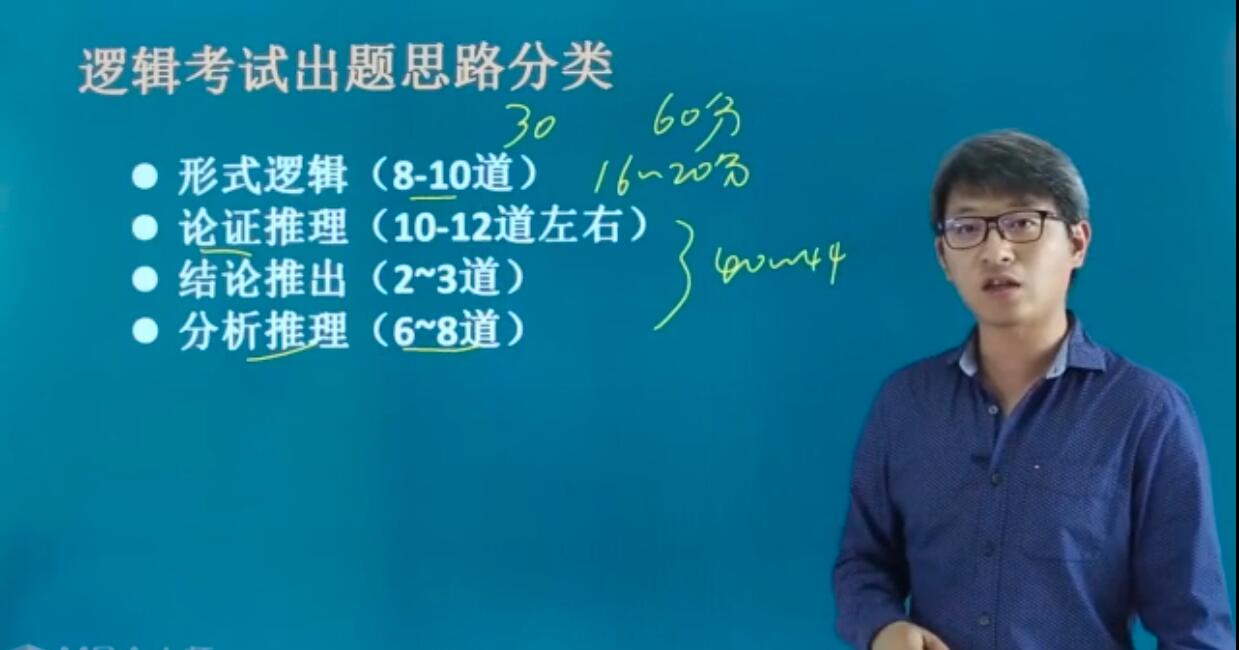 逻辑考试出题思路分类
30 60分
● 形式逻辑（8-10道） 16~20分
● 论证推理（10-12道左右）
40~44
● 结论推出（2~3道）
● 分析推理（6~8道）